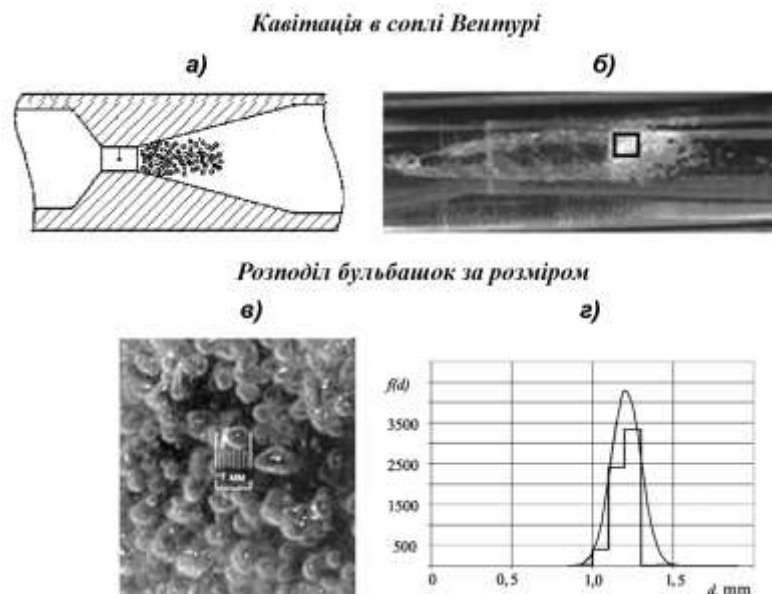 Кавітація в соплі Вентурі
а)
б)
Розподіл бульбашок за розміром
в)
г)
1 мм
f(d)
3500
2500
1500
500
0
0,5
1,0
1,5
d, mm